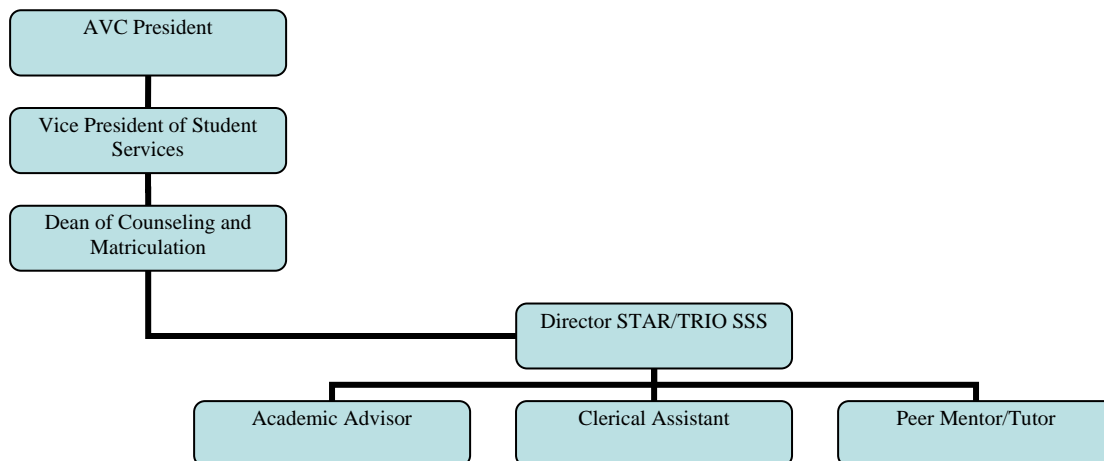 AVC President
Vice President of Student
Services
Dean of Counseling and
Matriculation
Director STAR/TRIO SSS
Academic Advisor
Clerical Assistant
Peer Mentor/Tutor